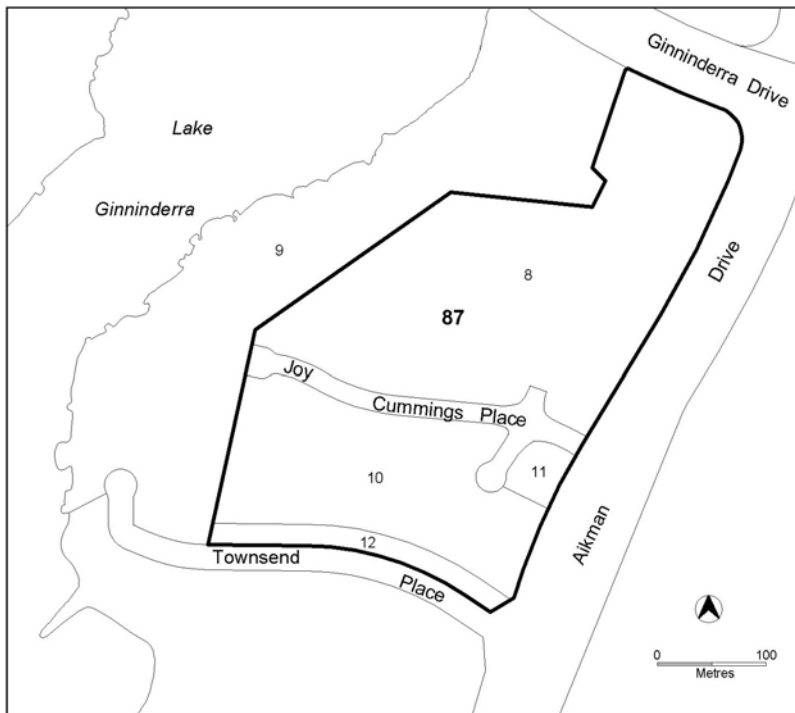 Ginninderra Drive
Lake
Ginninderra
9
8
Drive
87
Joy
Cummings Place
11
10
12
Aikman
Townsend
Place
0 100
Metres